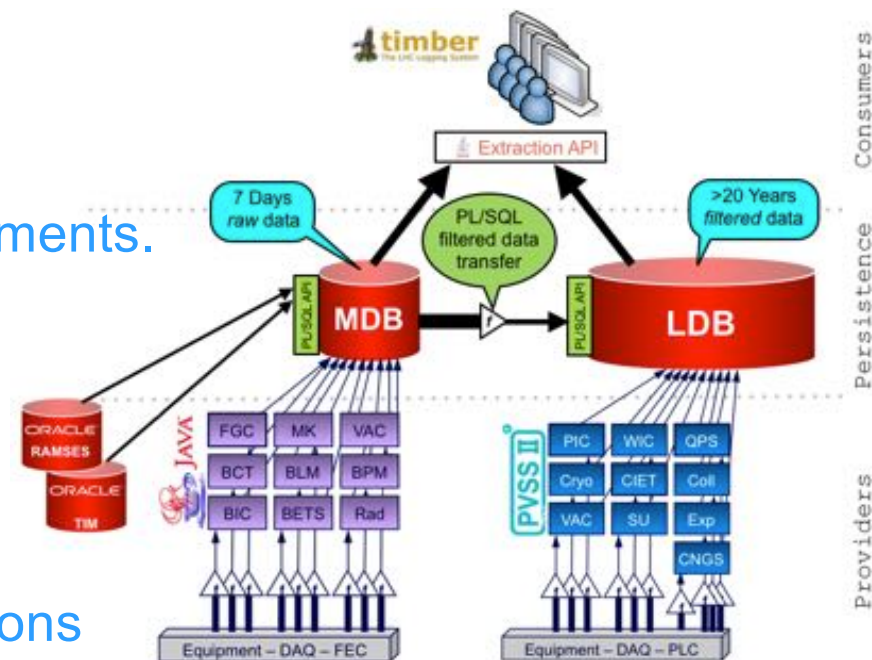 timber
The LHC Logging System
Extraction API
Consumers
7 Days
raw data
PL/SQL
filtered data
transfer
>20 Years
filtered data
ments.
PL/SQL API
MDB
f
PL/SQL API
LDB
Persistence
ORACLE
RAMSES
ORACLE
TIM
JAVA
FGC MK VAC
BCT BLM BPM
BIC BETS Rad
PVSS II
PIC WIC QPS
Cryo CIET Coll
VAC SU Exp
CNGS
Providers
ons
Equipment – DAQ – FEC
Equipment – DAQ – PLC